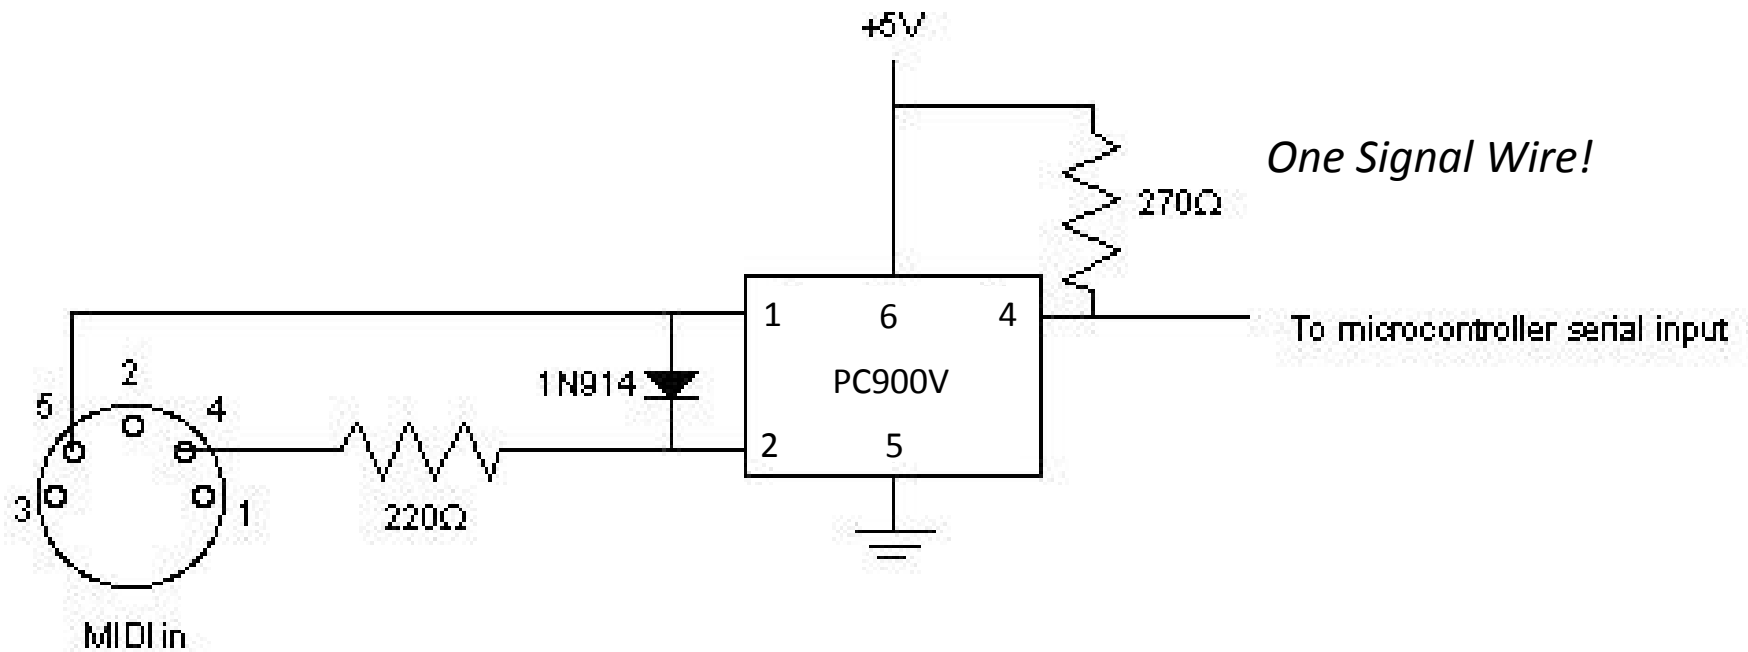 +5V
One Signal Wire!
270Ω
1 6 4
To microcontroller serial input
2
1N914
PC900V
5 4
2 5
3 1
220Ω
MIDI in